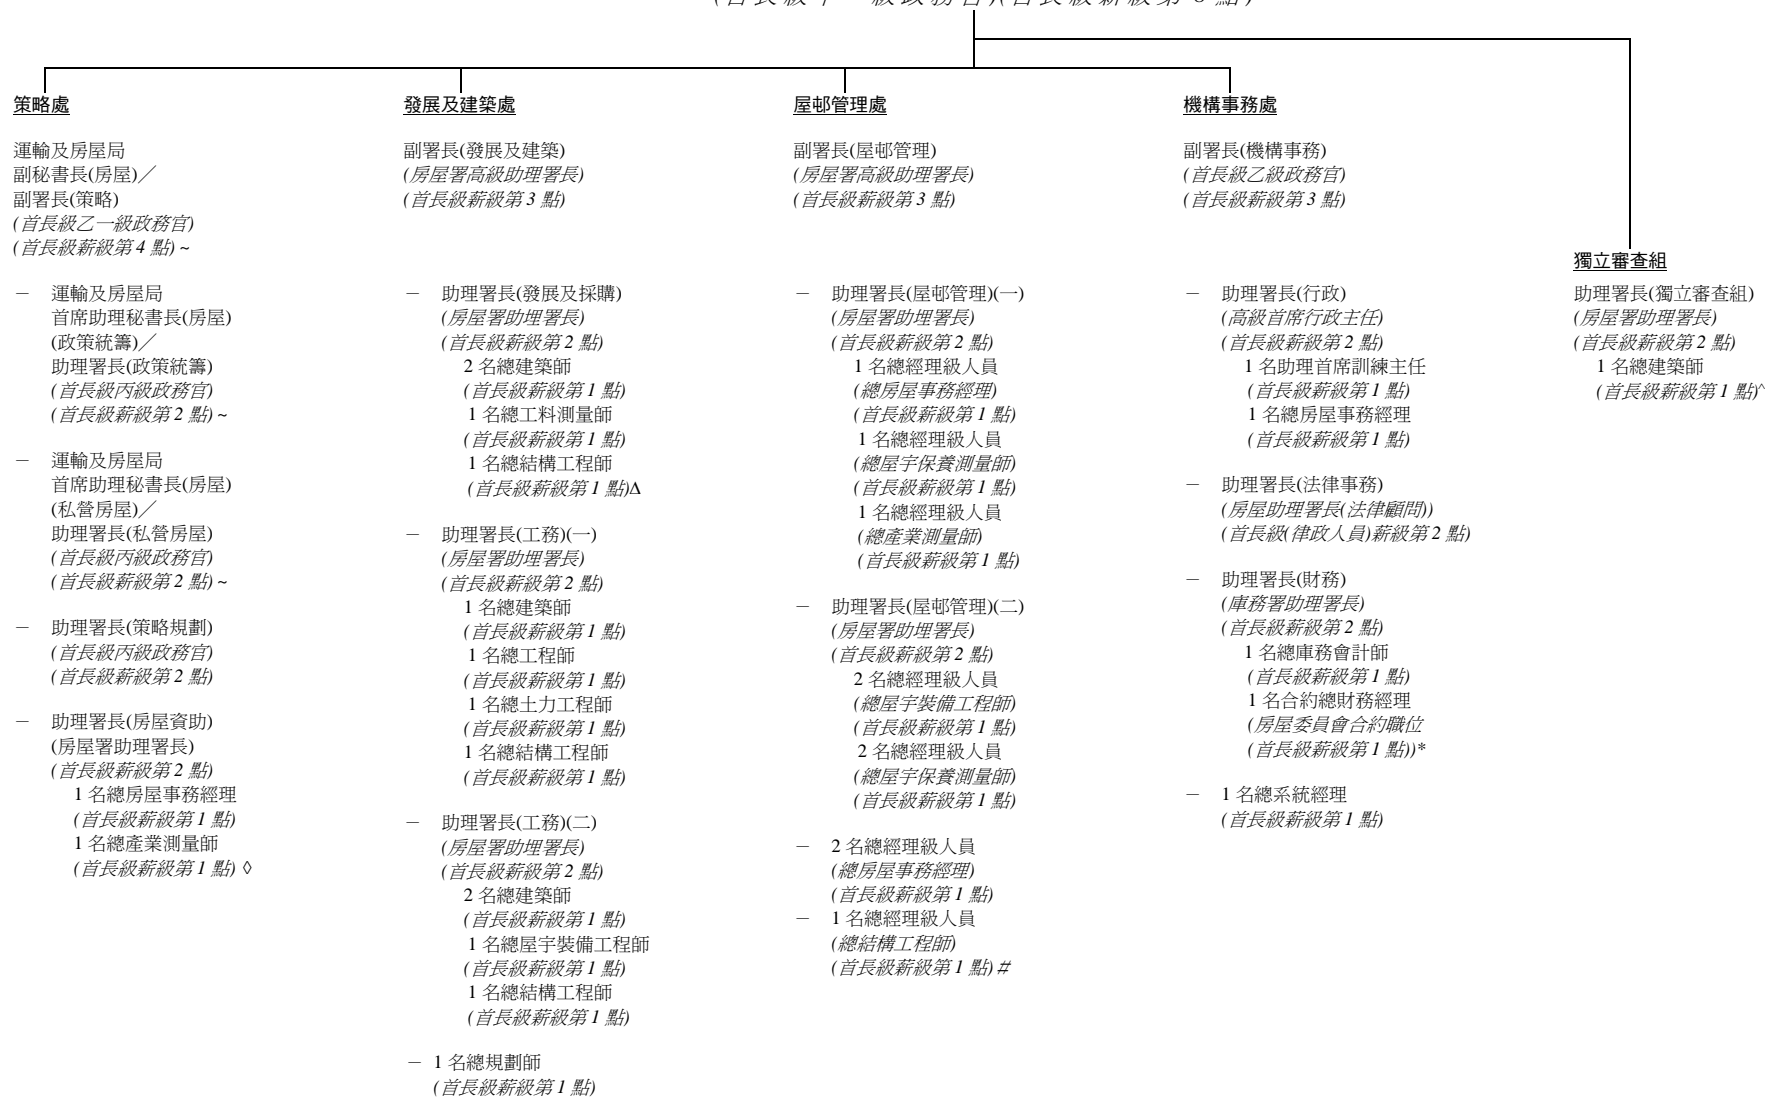 策略處
運輸及房屋局
副秘書長(房屋)／
副署長(策略)
(首長級乙一級政務官)
(首長級薪級第 4 點) ~
－ 運輸及房屋局
首席助理秘書長(房屋)
(政策統籌)／
助理署長(政策統籌)
(首長級丙級政務官)
(首長級薪級第 2 點) ~
－ 運輸及房屋局
首席助理秘書長(房屋)
(私營房屋)／
助理署長(私營房屋)
(首長級丙級政務官)
(首長級薪級第 2 點) ~
－ 助理署長(策略規劃)
(首長級丙級政務官)
(首長級薪級第 2 點)
－ 助理署長(房屋資助)
(房屋署助理署長)
(首長級薪級第 2 點)
1 名總房屋事務經理
(首長級薪級第 1 點)
1 名總產業測量師
(首長級薪級第 1 點) ◊
發展及建築處
副署長(發展及建築)
(房屋署高級助理署長)
(首長級薪級第 3 點)
－ 助理署長(發展及採購)
(房屋署助理署長)
(首長級薪級第 2 點)
2 名總建築師
(首長級薪級第 1 點)
1 名總工料測量師
(首長級薪級第 1 點)
1 名總結構工程師
(首長級薪級第 1 點)Δ
－ 助理署長(工務)(一)
(房屋署助理署長)
(首長級薪級第 2 點)
1 名總建築師
(首長級薪級第 1 點)
1 名總工程師
(首長級薪級第 1 點)
1 名總土力工程師
(首長級薪級第 1 點)
1 名總結構工程師
(首長級薪級第 1 點)
－ 助理署長(工務)(二)
(房屋署助理署長)
(首長級薪級第 2 點)
2 名總建築師
(首長級薪級第 1 點)
1 名總屋宇裝備工程師
(首長級薪級第 1 點)
1 名總結構工程師
(首長級薪級第 1 點)
－ 1 名總規劃師
(首長級薪級第 1 點)
屋邨管理處
副署長(屋邨管理)
(房屋署高級助理署長)
(首長級薪級第 3 點)
－ 助理署長(屋邨管理)(一)
(房屋署助理署長)
(首長級薪級第 2 點)
1 名總經理級人員
(總房屋事務經理)
(首長級薪級第 1 點)
1 名總經理級人員
(總屋宇保養測量師)
(首長級薪級第 1 點)
1 名總經理級人員
(總產業測量師)
(首長級薪級第 1 點)
－ 助理署長(屋邨管理)(二)
(房屋署助理署長)
(首長級薪級第 2 點)
2 名總經理級人員
(總屋宇裝備工程師)
(首長級薪級第 1 點)
2 名總經理級人員
(總屋宇保養測量師)
(首長級薪級第 1 點)
－ 2 名總經理級人員
(總房屋事務經理)
(首長級薪級第 1 點)
－ 1 名總經理級人員
(總結構工程師)
(首長級薪級第 1 點) #
機構事務處
副署長(機構事務)
(首長級乙級政務官)
(首長級薪級第 3 點)
－ 助理署長(行政)
(高級首席行政主任)
(首長級薪級第 2 點)
1 名助理首席訓練主任
(首長級薪級第 1 點)
1 名總房屋事務經理
(首長級薪級第 1 點)
－ 助理署長(法律事務)
(房屋助理署長(法律顧問))
(首長級(律政人員)薪級第 2 點)
－ 助理署長(財務)
(庫務署助理署長)
(首長級薪級第 2 點)
1 名總庫務會計師
(首長級薪級第 1 點)
1 名合約總財務經理
(房屋委員會合約職位
(首長級薪級第 1 點))*
－ 1 名總系統經理
(首長級薪級第 1 點)
獨立審查組
助理署長(獨立審查組)
(房屋署助理署長)
(首長級薪級第 2 點)
1 名總建築師
(首長級薪級第 1 點)^